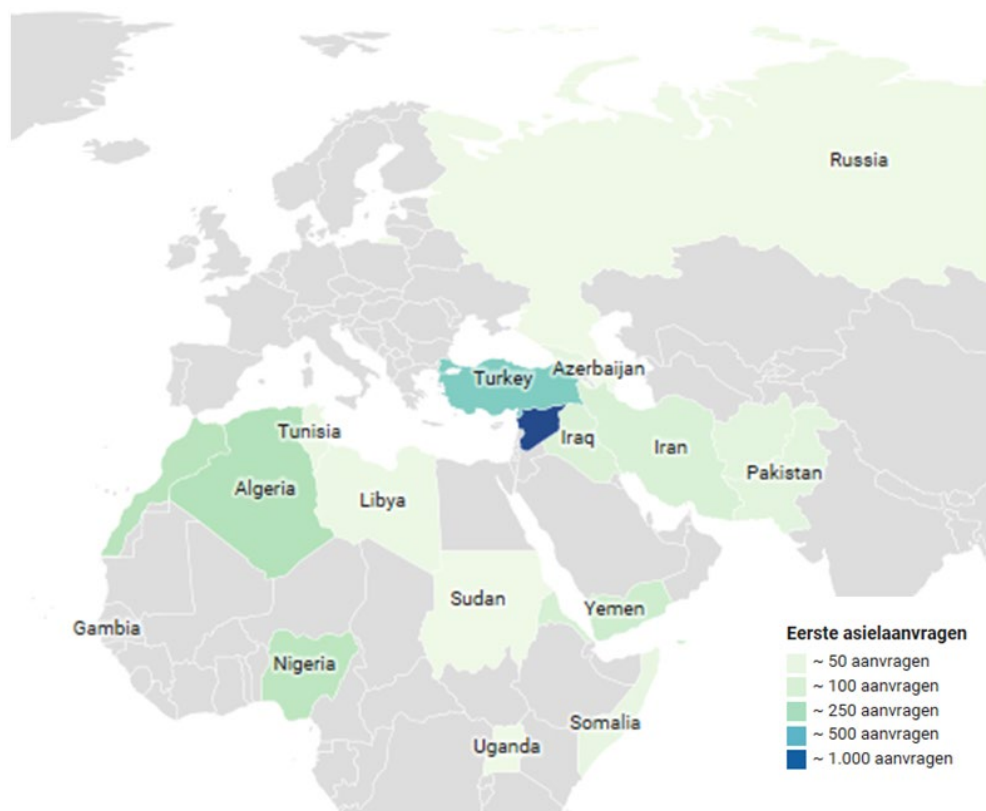 Russia
Azerbaijan
Turkey
Iraq
Iran
Pakistan
Tunisia
Algeria
Libya
Sudan
Yemen
Gambia
Nigeria
Somalia
Uganda
Eerste asielaanvragen
~ 50 aanvragen
~ 100 aanvragen
~ 250 aanvragen
~ 500 aanvragen
~ 1.000 aanvragen